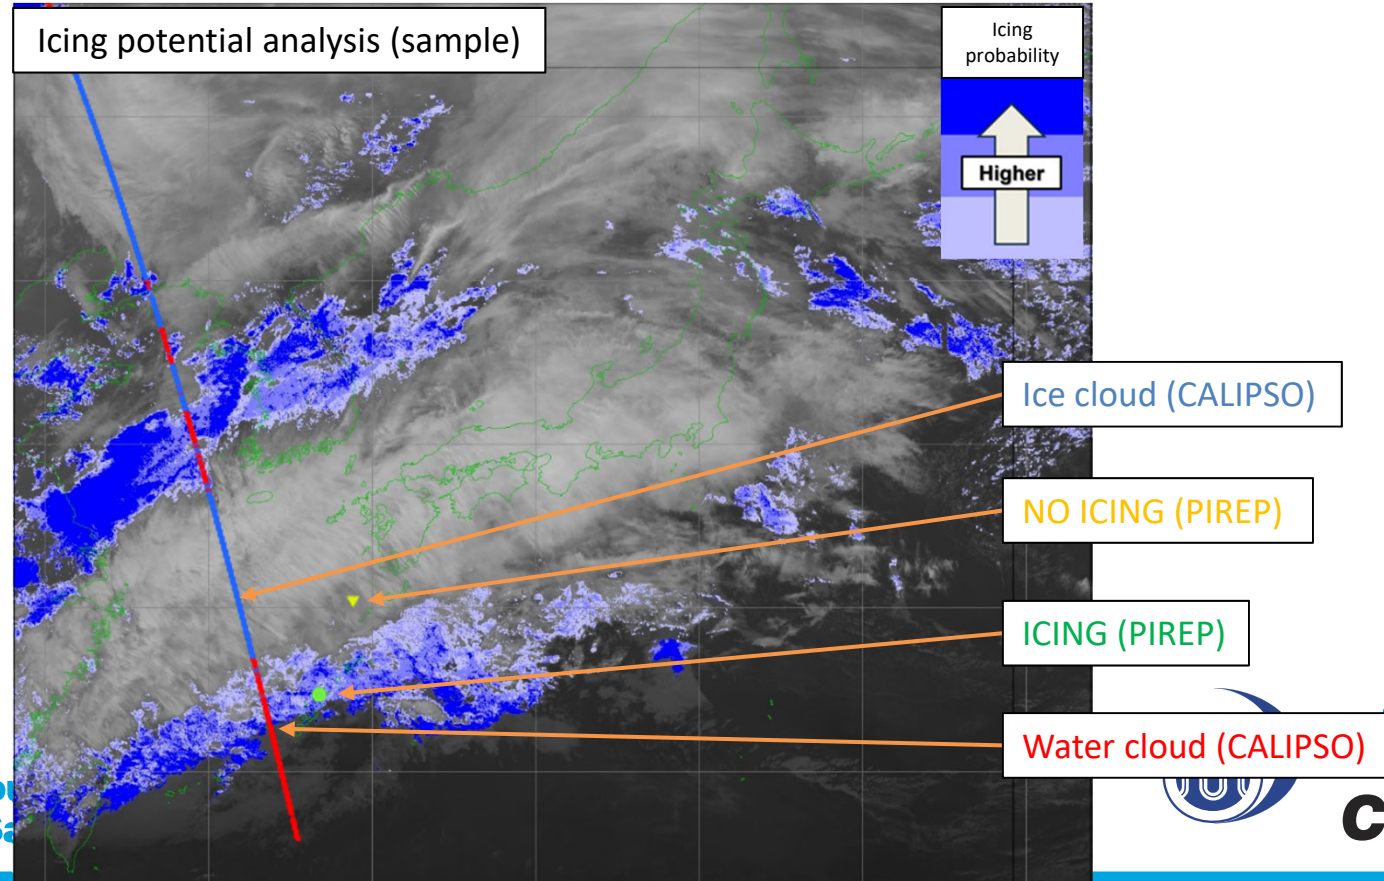 Icing potential analysis (sample)
Icing
probability
Higher
Ice cloud (CALIPSO)
NO ICING (PIREP)
ICING (PIREP)
Water cloud (CALIPSO)